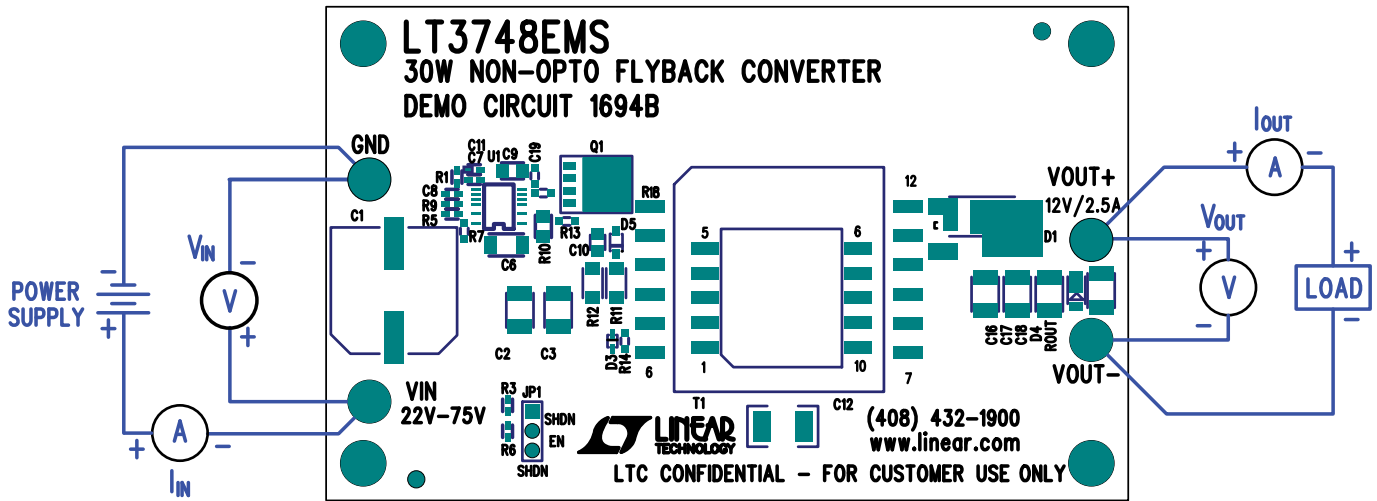 LT3748EMS
30W NON-OPTO FLYBACK CONVERTER
DEMO CIRCUIT 1694B
GND
C11
C7
U1
C9
C19
Q1
R1
C8
R9
R5
R7
C6
R10
R13
C10
D5
R16
C1
R12
R11
C2
C3
D3
R14
6
5
6
1
10
12
7
T1
C12
D1
C16
C17
C18
D4
ROUT
VOUT+
12V/2.5A
VOUT-
IOUT
+ A -
VOUT
+
V
-
+
LOAD
-
VIN
-
V
+
-
POWER
SUPPLY
+
VIN
22V-75V
+ A -
IIN
R3
JP1
SHDN
EN
R6
SHDN
LINEAR
TECHNOLOGY
(408) 432-1900
www.linear.com
LTC CONFIDENTIAL - FOR CUSTOMER USE ONLY